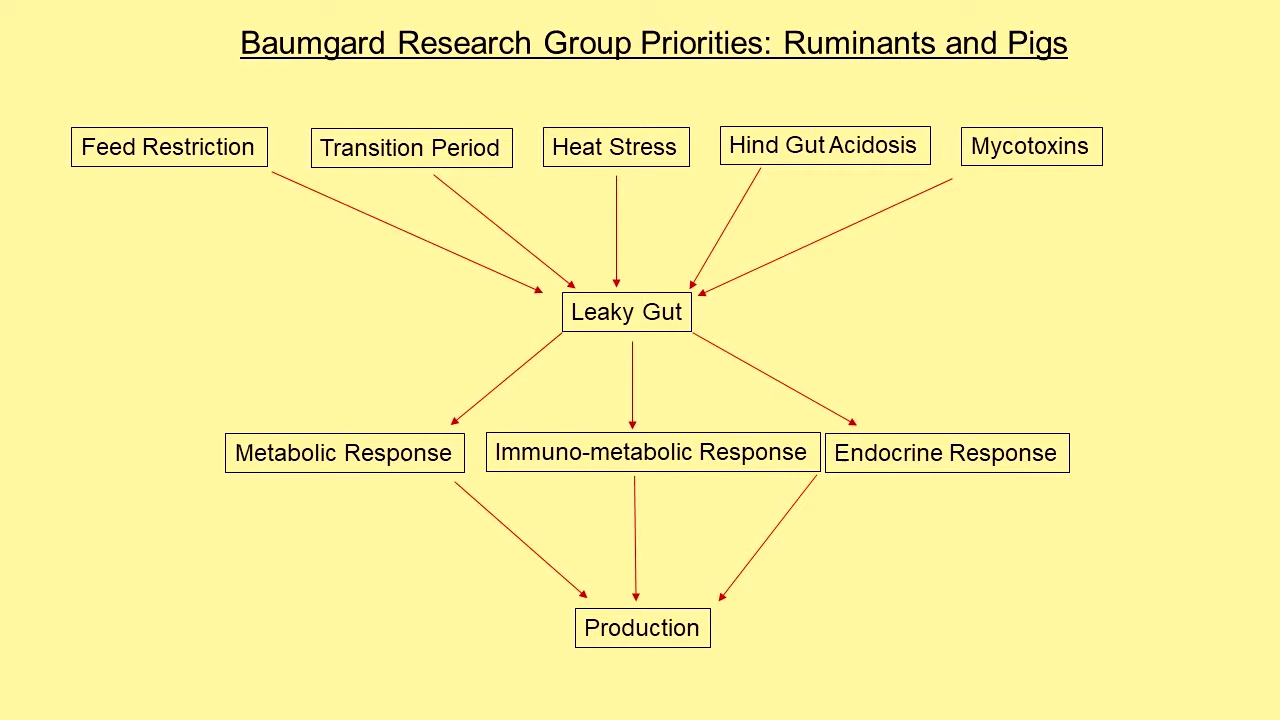 Baumgard Research Group Priorities: Ruminants and Pigs
Feed Restriction
Transition Period
Heat Stress
Hind Gut Acidosis
Mycotoxins
Leaky Gut
Metabolic Response
Immuno-metabolic Response
Endocrine Response
Production